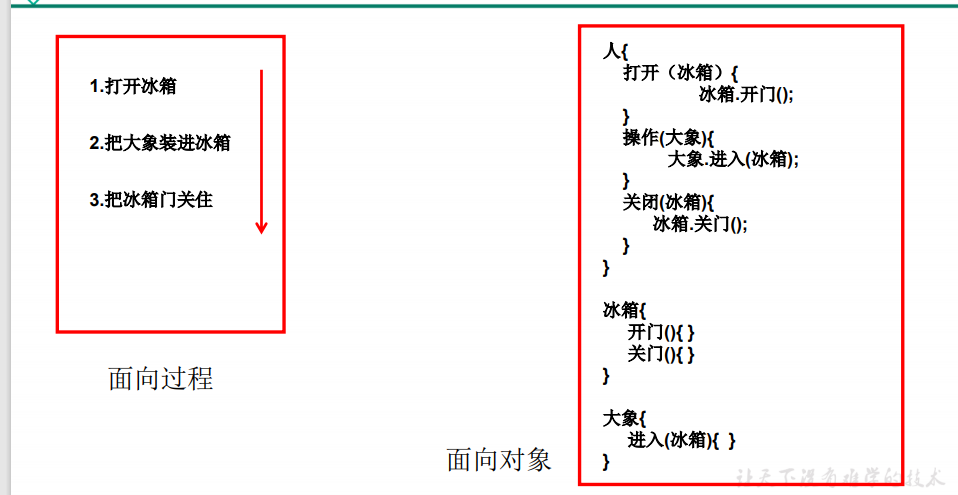 1.打开冰箱
2.把大象装进冰箱
3.把冰箱门关住
面向过程
人{
打开（冰箱）{
冰箱.开门();
}
操作(大象){
大象.进入(冰箱);
}
关闭(冰箱){
冰箱.关门();
}
}
冰箱{
开门(){ }
关门(){ }
}
大象{
进入(冰箱){  }
}
面向对象
让天下没有难学的技术